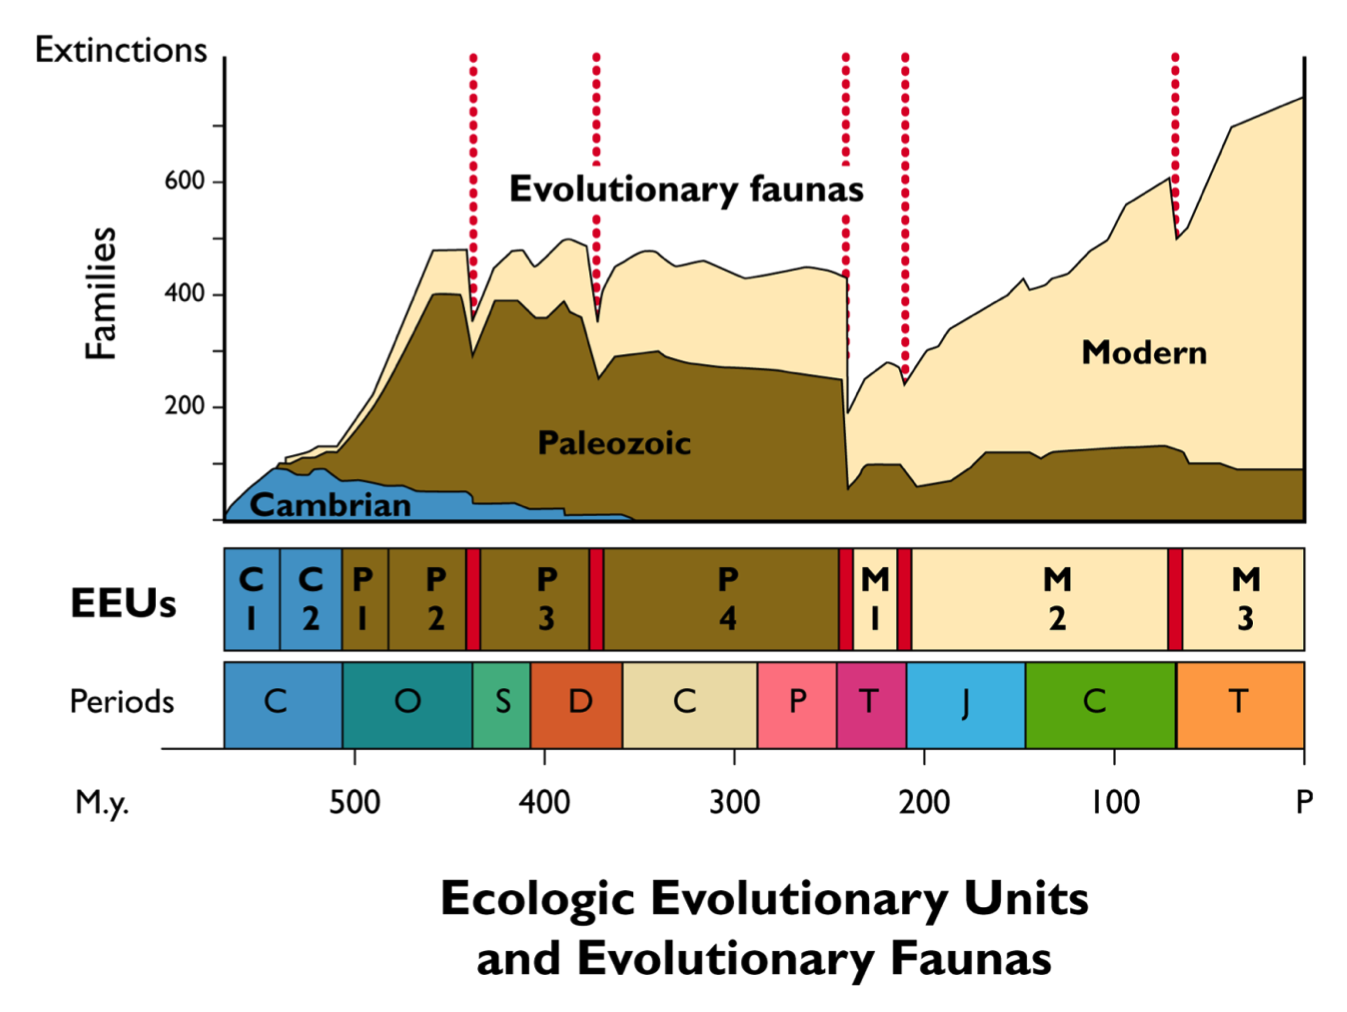 Extinctions
600
Evolutionary faunas
Families
400
Modern
200
Paleozoic
Cambrian
EEUs
C 1
C 2
P 1
P 2
P 3
P 4
M 1
M 2
M 3
Periods
C
O
S
D
C
P
T
J
C
T
M.y.
500
400
300
200
100
P
Ecologic Evolutionary Units
and Evolutionary Faunas